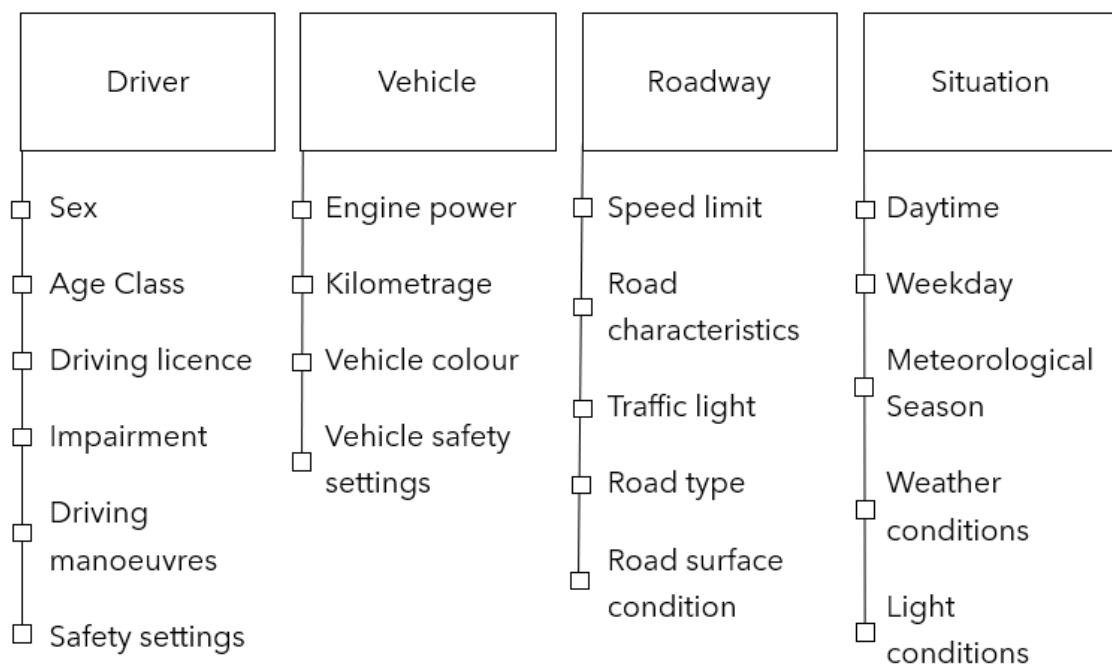 Driver
Sex
Age Class
Driving licence
Impairment
Driving
manoeuvres
Safety settings
Vehicle
Engine power
Kilometrage
Vehicle colour
Vehicle safety
settings
Roadway
Speed limit
Road
characteristics
Traffic light
Road type
Road surface
condition
Situation
Daytime
Weekday
Meteorological
Season
Weather
conditions
Light
conditions